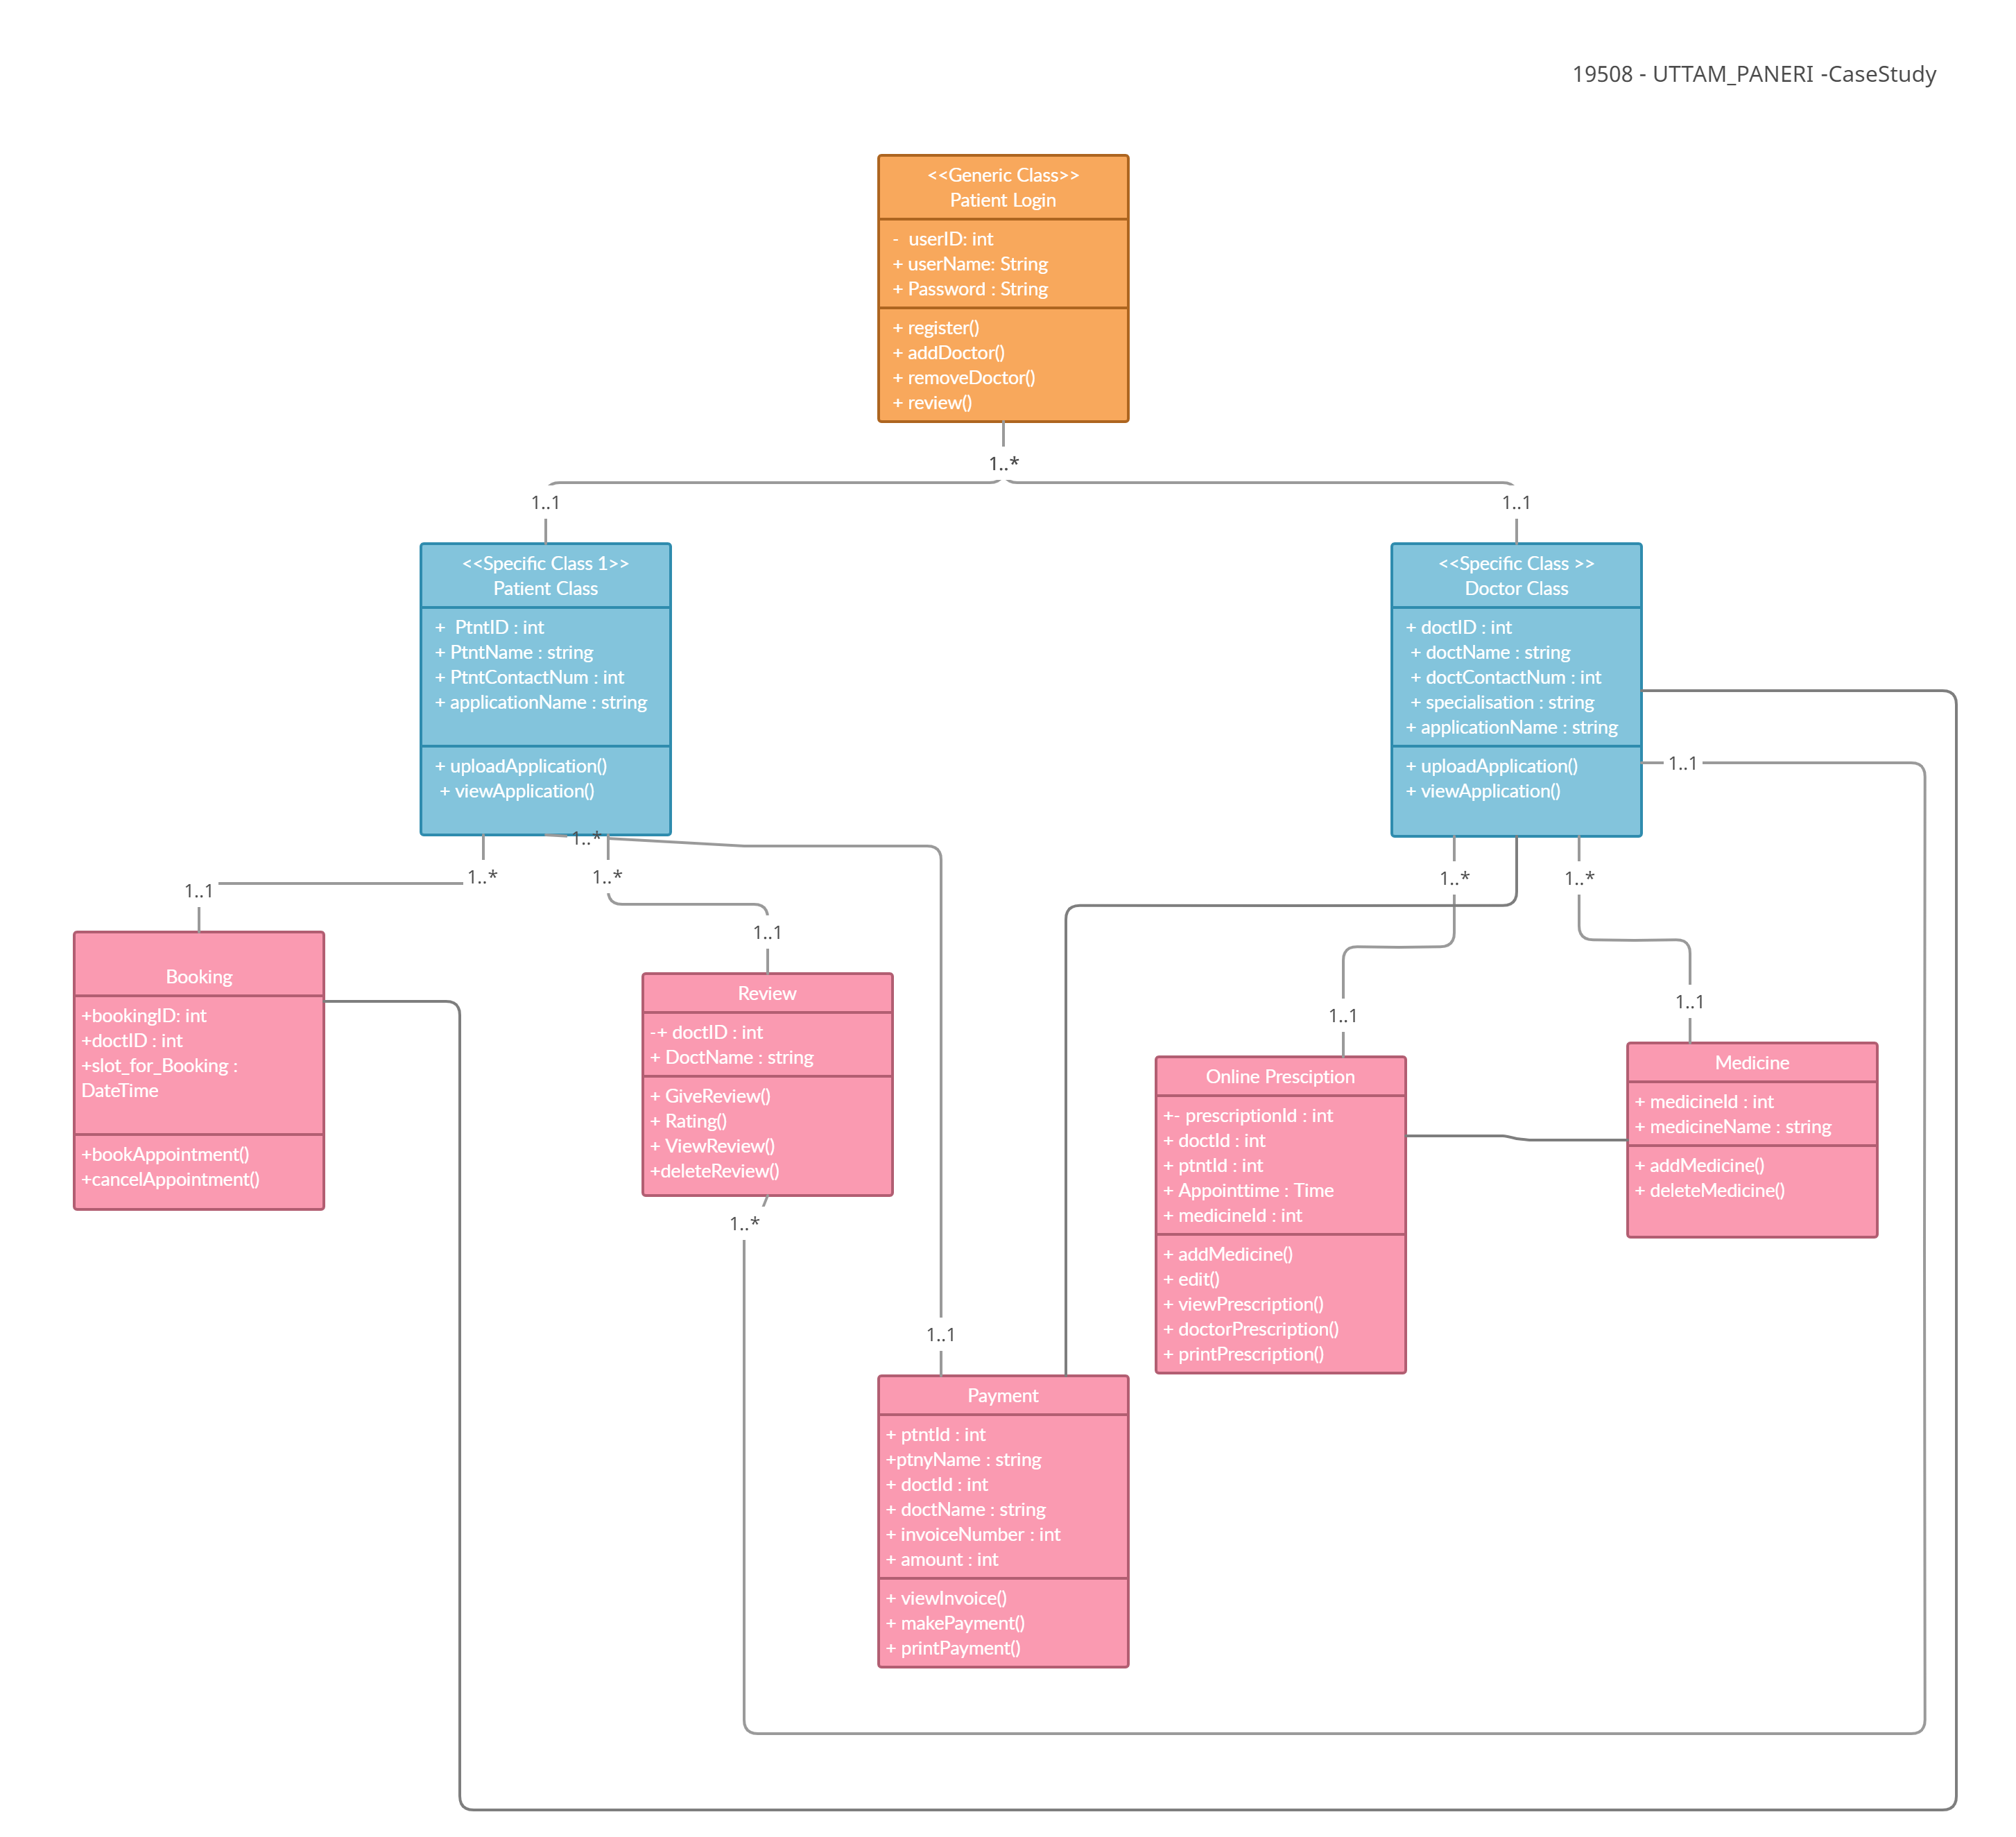 19508 - UTTAM_PANERI -CaseStudy
<<Generic Class>>
Patient Login
- userID: int
+ userName: String
+ Password : String
+ register()
+ addDoctor()
+ removeDoctor()
+ review()
1..*
1..1
1..1
<<Specific Class 1>>
Patient Class
+ PtntID : int
+ PtntName : string
+ PtntContactNum : int
+ applicationName : string
+ uploadApplication()
+ viewApplication()
<<Specific Class >>
Doctor Class
+ doctID : int
+ doctName : string
+ doctContactNum : int
+ specialisation : string
+ applicationName : string
+ uploadApplication()
+ viewApplication()
1..1
1..*
1..*
1..*
1..1
1..1
1..*
1..*
1..1
1..1
Booking
+bookingID: int
+doctID : int
+slot_for_Booking :
DateTime
+bookAppointment()
+cancelAppointment()
Review
-+ doctID : int
+ DoctName : string
+ GiveReview()
+ Rating()
+ ViewReview()
+deleteReview()
1..*
Online Presciption
+- prescriptionId : int
+ doctId : int
+ ptntId : int
+ Appointtime : Time
+ medicineId : int
+ addMedicine()
+ edit()
+ viewPrescription()
+ doctorPrescription()
+ printPrescription()
Medicine
+ medicineId : int
+ medicineName : string
+ addMedicine()
+ deleteMedicine()
1..1
Payment
+ ptntId : int
+ptnyName : string
+ doctId : int
+ doctName : string
+ invoiceNumber : int
+ amount : int
+ viewInvoice()
+ makePayment()
+ printPayment()